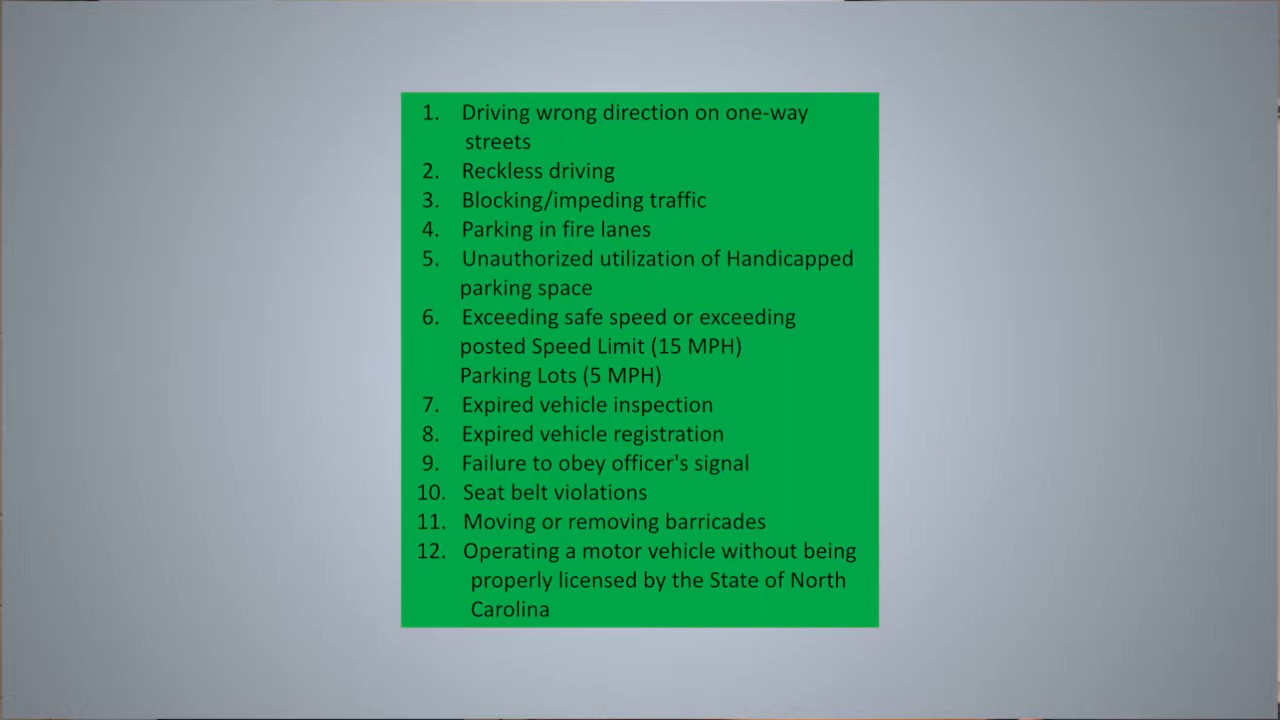 1. Driving wrong direction on one-way
streets
2. Reckless driving
3. Blocking/impeding traffic
4. Parking in fire lanes
5. Unauthorized utilization of Handicapped
parking space
6. Exceeding safe speed or exceeding
posted Speed Limit (15 MPH)
Parking Lots (5 MPH)
7. Expired vehicle inspection
8. Expired vehicle registration
9. Failure to obey officer's signal
10. Seat belt violations
11. Moving or removing barricades
12. Operating a motor vehicle without being
properly licensed by the State of North
Carolina